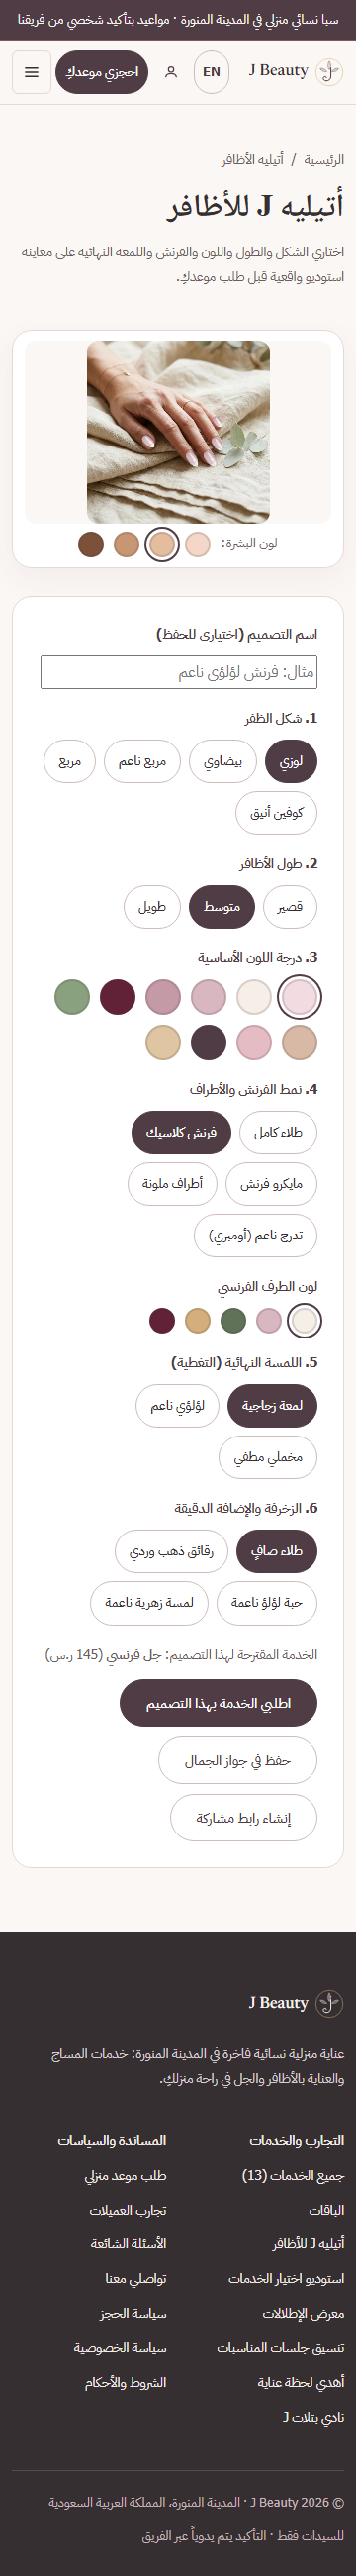 سبا نسائي منزلي في المدينة المنورة · مواعيد بتأكيد شخصي من فريقنا
J Beauty
EN
احجزي موعدكِ
الرئيسية / أتيليه الأظافر
أتيليه J للأظافر
اختاري الشكل والطول واللون والفرنش واللمعة النهائية على معاينة
استوديو واقعية قبل طلب موعدكِ.
لون البشرة:
اسم التصميم (اختياري للحفظ)
مثال: فرنش لؤلؤي ناعم
1. شكل الظفر
لوزي
بيضاوي
مربع ناعم
مربع
كوفين أنيق
2. طول الأظافر
قصير
متوسط
طويل
3. درجة اللون الأساسية
4. نمط الفرنش والأطراف
طلاء كامل
فرنش كلاسيك
مايكرو فرنش
أطراف ملونة
تدرج ناعم (أومبري)
لون الطرف الفرنسي
5. اللمسة النهائية (التغطية)
لمعة زجاجية
لؤلؤي ناعم
مخملي مطفي
6. الزخرفة والإضافة الدقيقة
طلاء صافٍ
رقائق ذهب وردي
حبة لؤلؤ ناعمة
لمسة زهرية ناعمة
الخدمة المقترحة لهذا التصميم: جل فرنسي (145 ر.س)
اطلبي الخدمة بهذا التصميم
حفظ في جواز الجمال
إنشاء رابط مشاركة
J Beauty
عناية منزلية نسائية فاخرة في المدينة المنورة: خدمات المساج
والعناية بالأظافر والجل في راحة منزلكِ.
التجارب والخدمات
جميع الخدمات (13)
الباقات
أتيليه J للأظافر
استوديو اختيار الخدمات
معرض الإطلالات
تنسيق جلسات المناسبات
أهدي لحظة عناية
نادي بتلات J
المساندة والسياسات
طلب موعد منزلي
تجارب العميلات
الأسئلة الشائعة
تواصلي معنا
سياسة الحجز
سياسة الخصوصية
الشروط والأحكام
© 2026 J Beauty · المدينة المنورة، المملكة العربية السعودية
للسيدات فقط · التأكيد يتم يدوياً عبر الفريق